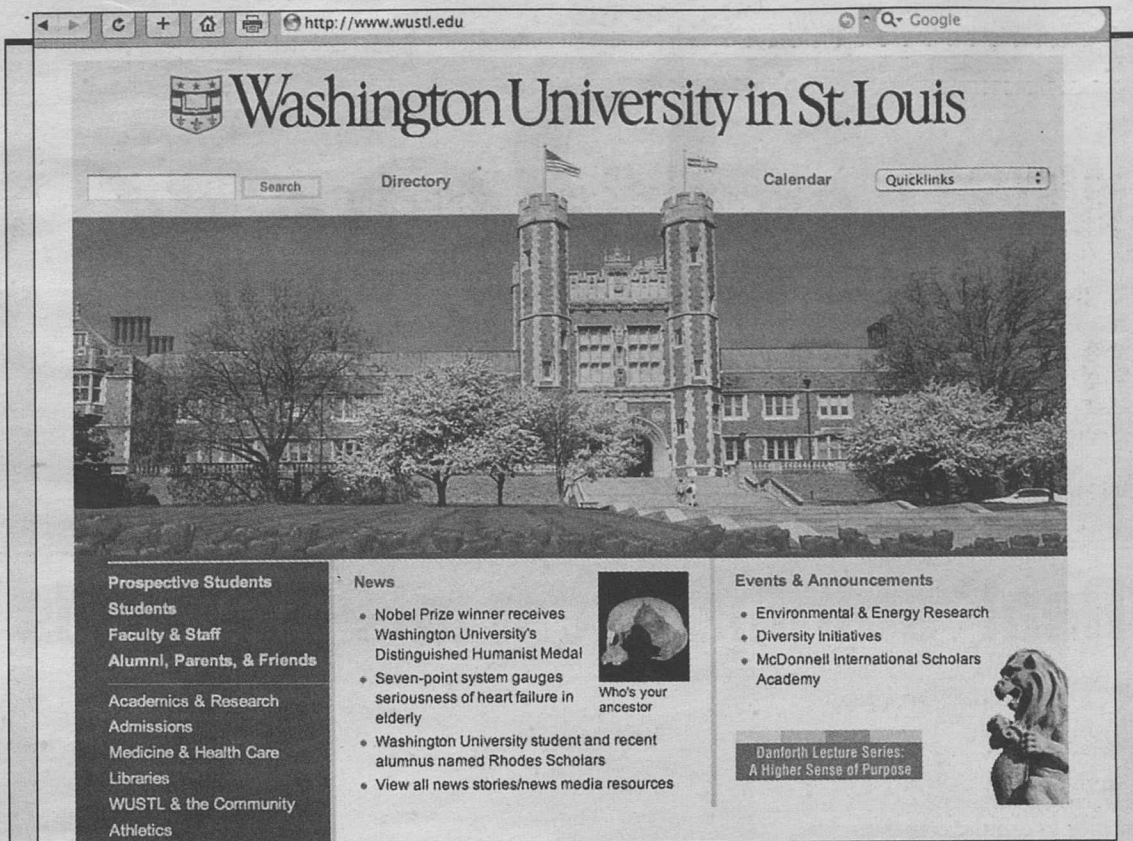 http://www.wustl.edu
Google
Washington University in St.Louis
Search
Directory
Calendar
Quicklinks
Prospective Students
Students
Faculty & Staff
Alumni, Parents, & Friends
Academics & Research
Admissions
Medicine & Health Care
Libraries
WUSTL & the Community
Athletics
News
Nobel Prize winner receives
Washington University's
Distinguished Humanist Medal
Seven-point system gauges
seriousness of heart failure in
elderly
Washington University student and recent
alumnus named Rhodes Scholars
View all news stories/news media resources
Who's your
ancestor
Events & Announcements
Environmental & Energy Research
Diversity Initiatives
McDonnell International Scholars
Academy
Danforth Lecture Series:
A Higher Sense of Purpose